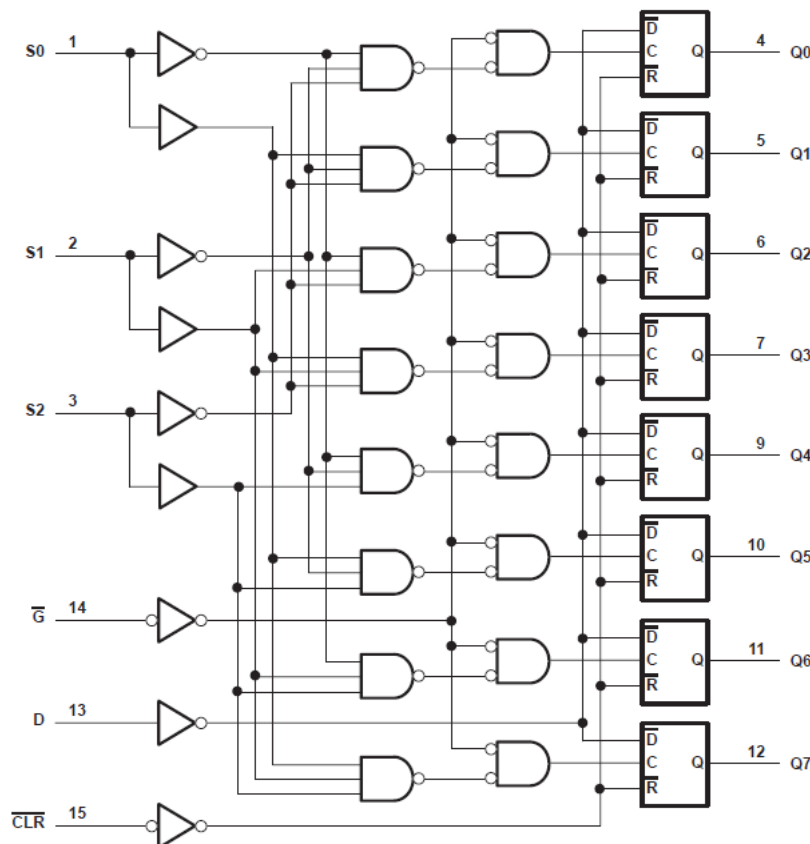 D̅
S0 1 C Q 4 Q0
R̅
D̅
C Q 5 Q1
R̅
S1 2 D̅
C Q 6 Q2
R̅
D̅
C Q 7 Q3
R̅
S2 3 D̅
C Q 9 Q4
R̅
D̅
C Q 10 Q5
R̅
G̅ 14
D̅
C Q 11 Q6
R̅
D 13
D̅
C Q 12 Q7
R̅
C̅L̅R̅ 15